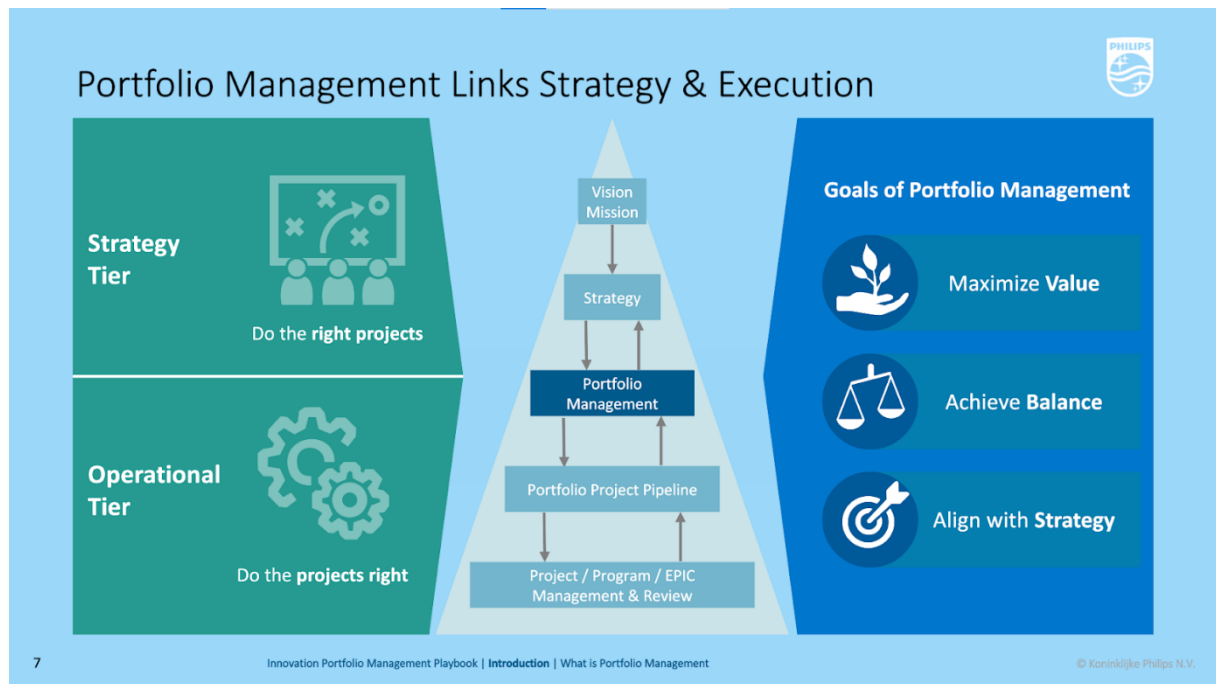 PHILIPS
Portfolio Management Links Strategy & Execution
Strategy
Tier
Do the right projects
Operational
Tier
Do the projects right
Vision
Mission
Strategy
Portfolio
Management
Portfolio Project Pipeline
Project / Program / EPIC
Management & Review
Goals of Portfolio Management
Maximize Value
Achieve Balance
Align with Strategy
7
Innovation Portfolio Management Playbook | Introduction | What is Portfolio Management
© Koninklijke Philips N.V.